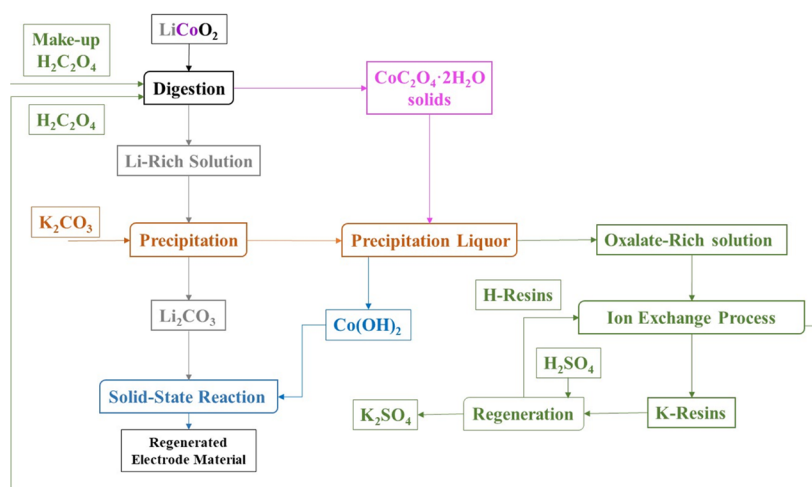 LiCoO₂
Make-up
H₂C₂O₄
Digestion
CoC₂O₄·2H₂O
solids
H₂C₂O₄
Li-Rich Solution
K₂CO₃
Precipitation
Precipitation Liquor
Oxalate-Rich solution
H-Resins
Li₂CO₃
Co(OH)₂
Ion Exchange Process
H₂SO₄
Solid-State Reaction
K₂SO₄
Regeneration
K-Resins
Regenerated
Electrode Material